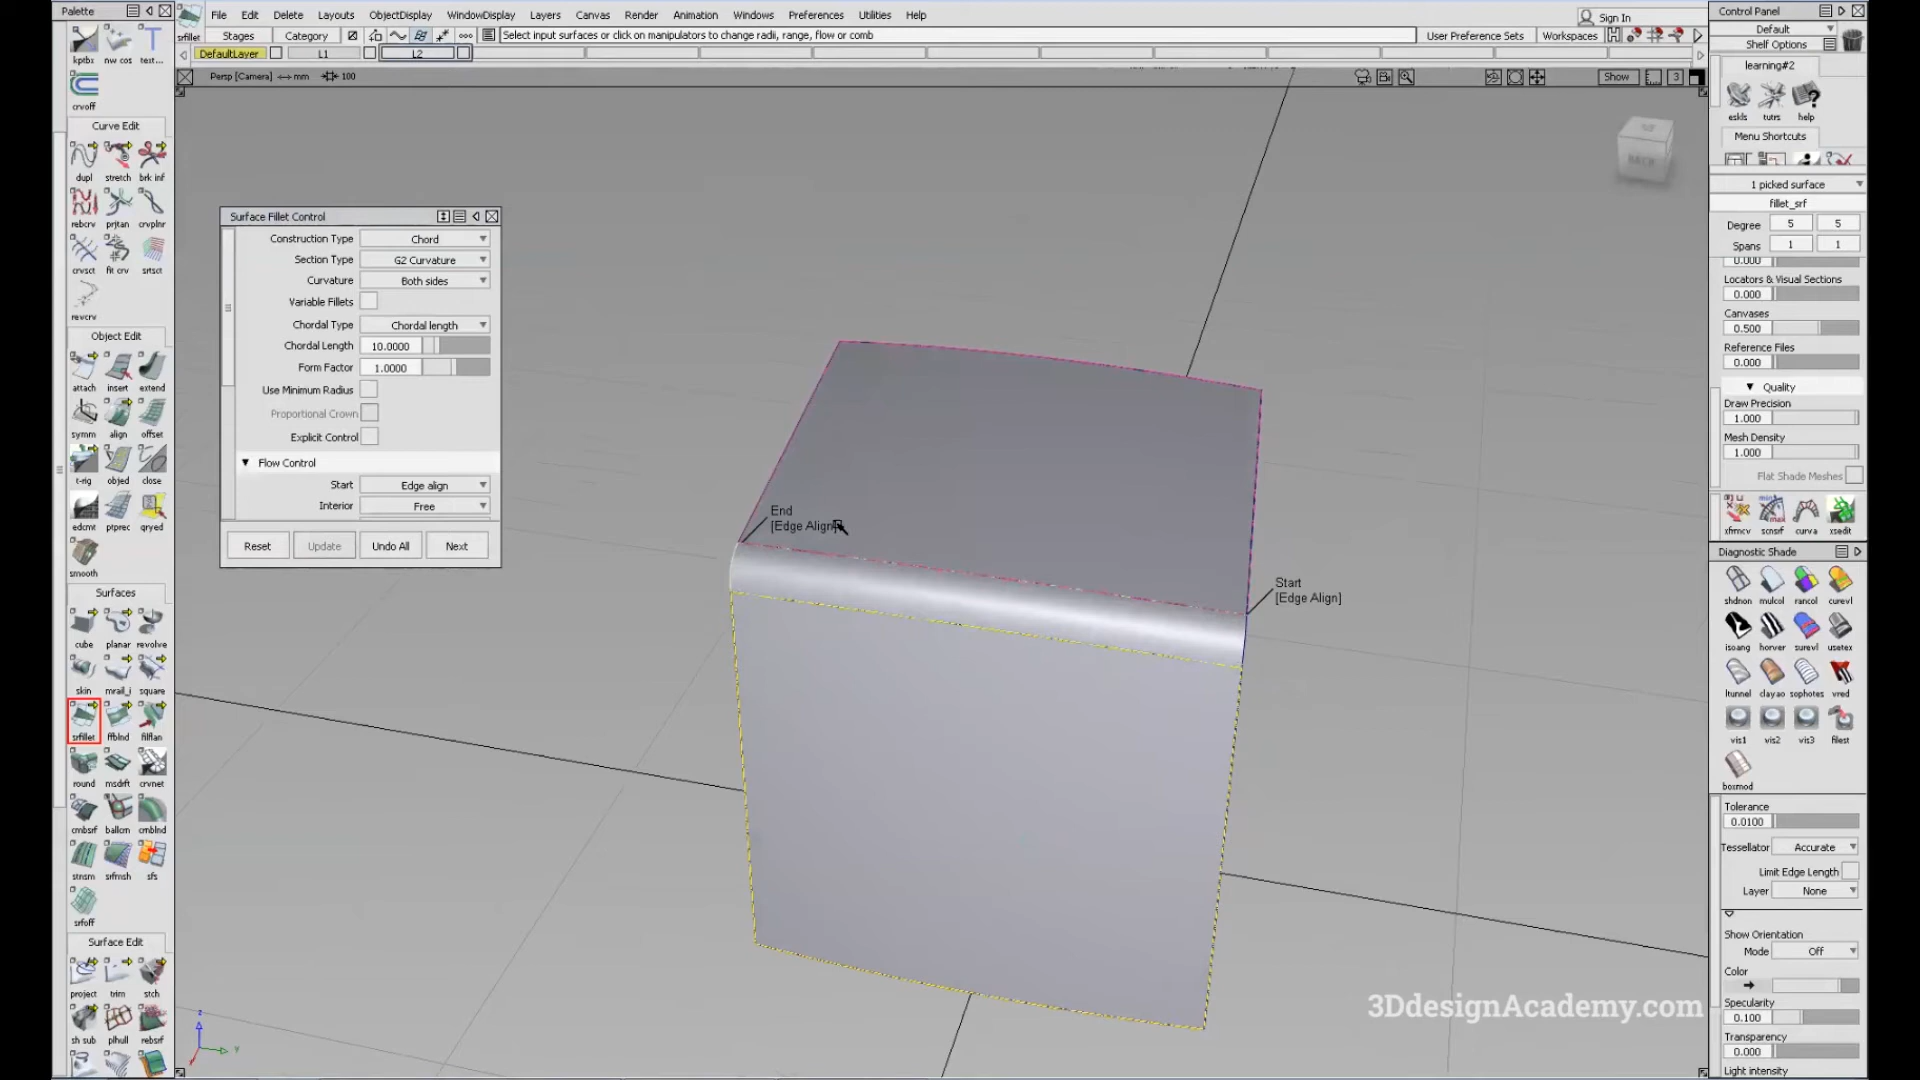 Palette
File Edit Delete Layouts ObjectDisplay WindowDisplay Layers Canvas Render Animation Windows Preferences Utilities Help
Sign In
srfillet Stages Category
Select input surfaces or click on manipulators to change radii, range, flow or comb
User Preference Sets Workspaces
DefaultLayer L1 L2
Persp [Camera] mm 100
Show 3
kptbx nw cos text...
crvoff
Curve Edit
dupl stretch brk inf
rebcrv prjtan crvplnr
crvsct fit crv srtsct
revcrv
Object Edit
attach insert extend
symm align offset
t-rig objed close
edcmt ptprec qryed
smooth
Surfaces
cube planar revolve
skin mrail_i square
srfillet ffblnd filflan
round msdrft crvnet
cmbsrf ballcrn cmblnd
stnsrn srfmsh sfs
srfoff
Surface Edit
project trim stch
sh sub plhull rebsrf
Surface Fillet Control
Construction Type Chord
Section Type G2 Curvature
Curvature Both sides
Variable Fillets
Chordal Type Chordal length
Chordal Length 10.0000
Form Factor 1.0000
Use Minimum Radius
Proportional Crown
Explicit Control
Flow Control
Start Edge align
Interior Free
Reset Update Undo All Next
End
[Edge Align]
Start
[Edge Align]
BACK
z
y
3DdesignAcademy.com
Control Panel
Default
Shelf Options
learning#2
eskls tutrs help
Menu Shortcuts
1 picked surface
fillet_srf
Degree 5 5
Spans 1 1
0.000
Locators & Visual Sections
0.000
Canvases
0.500
Reference Files
0.000
Quality
Draw Precision
1.000
Mesh Density
1.000
Flat Shade Meshes
xfrmcv scnsrf curva xsedit
Diagnostic Shade
shdnon mulcol rancol curevl
isoang horver surevl usetex
ltunnel clayao sophotes vred
vis1 vis2 vis3 filest
boxmod
Tolerance
0.0100
Tessellator Accurate
Limit Edge Length
Layer None
Show Orientation
Mode Off
Color
Specularity
0.100
Transparency
0.000
Light intensity